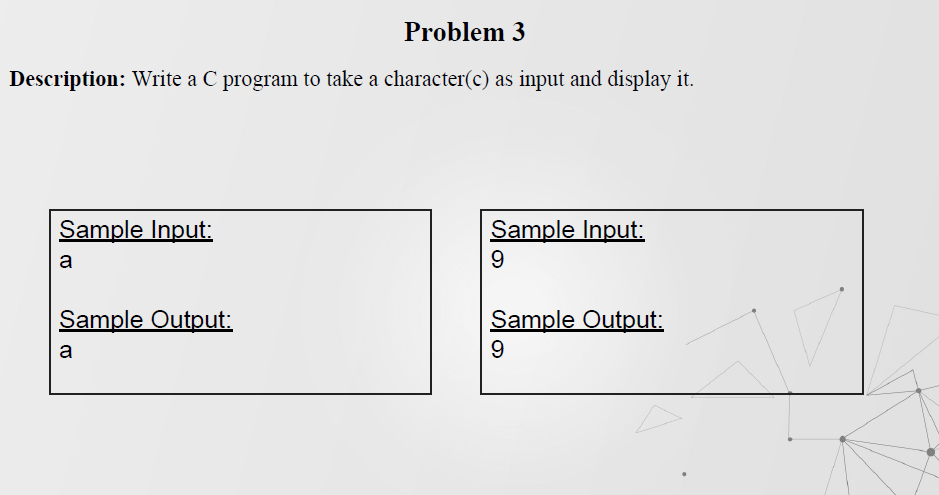 Problem 3
Description: Write a C program to take a character(c) as input and display it.
Sample Input:
a
Sample Output:
a
Sample Input:
9
Sample Output:
9